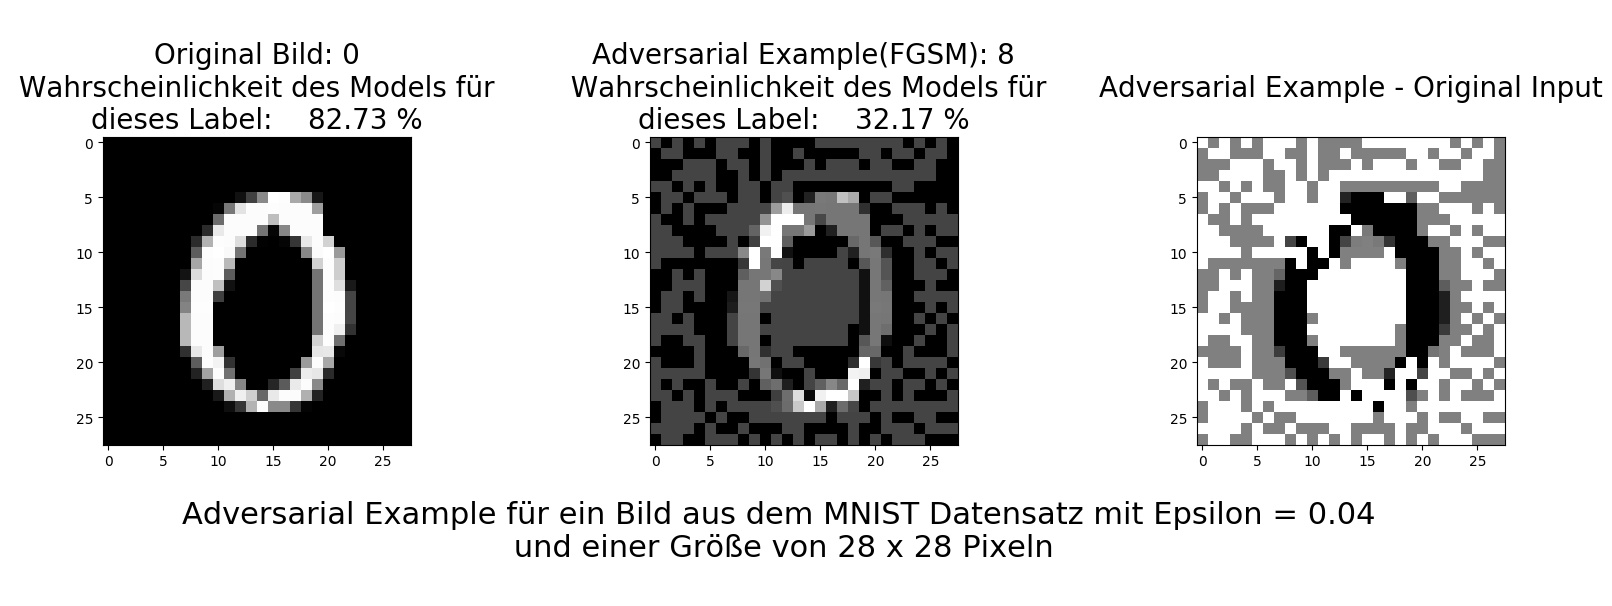 Original Bild: 0
Wahrscheinlichkeit des Models für
dieses Label: 82.73 %
Adversarial Example(FGSM): 8
Wahrscheinlichkeit des Models für
dieses Label: 32.17 %
Adversarial Example - Original Input
0
5
10
15
20
25
0 5 10 15 20 25
0
5
10
15
20
25
0 5 10 15 20 25
0
5
10
15
20
25
0 5 10 15 20 25
Adversarial Example für ein Bild aus dem MNIST Datensatz mit Epsilon = 0.04
und einer Größe von 28 x 28 Pixeln